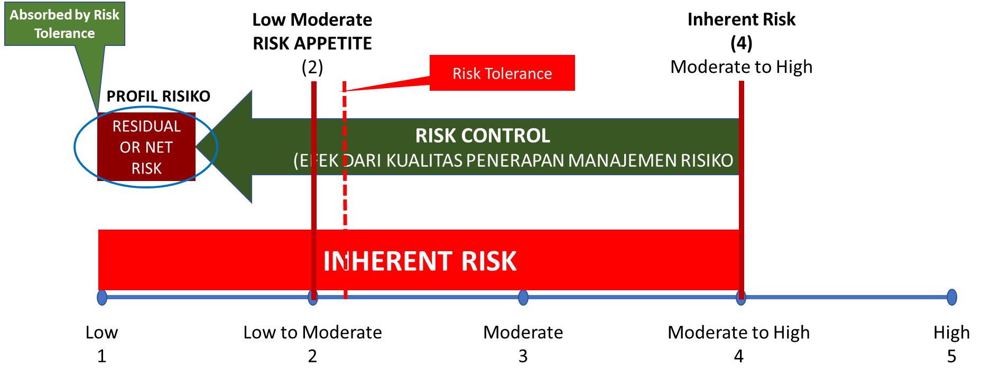 Absorbed by Risk
Tolerance
Low Moderate
RISK APPETITE
(2)
Inherent Risk
(4)
Moderate to High
Risk Tolerance
PROFIL RISIKO
RESIDUAL
OR NET
RISK
RISK CONTROL
(EFEK DARI KUALITAS PENERAPAN MANAJEMEN RISIKO
INHERENT RISK
Low
1
Low to Moderate
2
Moderate
3
Moderate to High
4
High
5